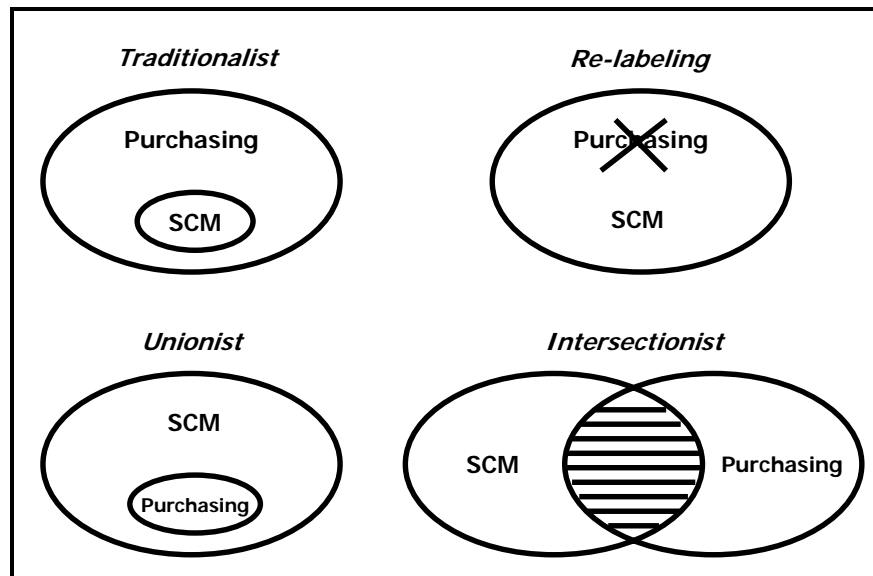 Traditionalist
Purchasing
SCM
Re-labeling
Purchasing
SCM
Unionist
SCM
Purchasing
Intersectionist
SCM
Purchasing